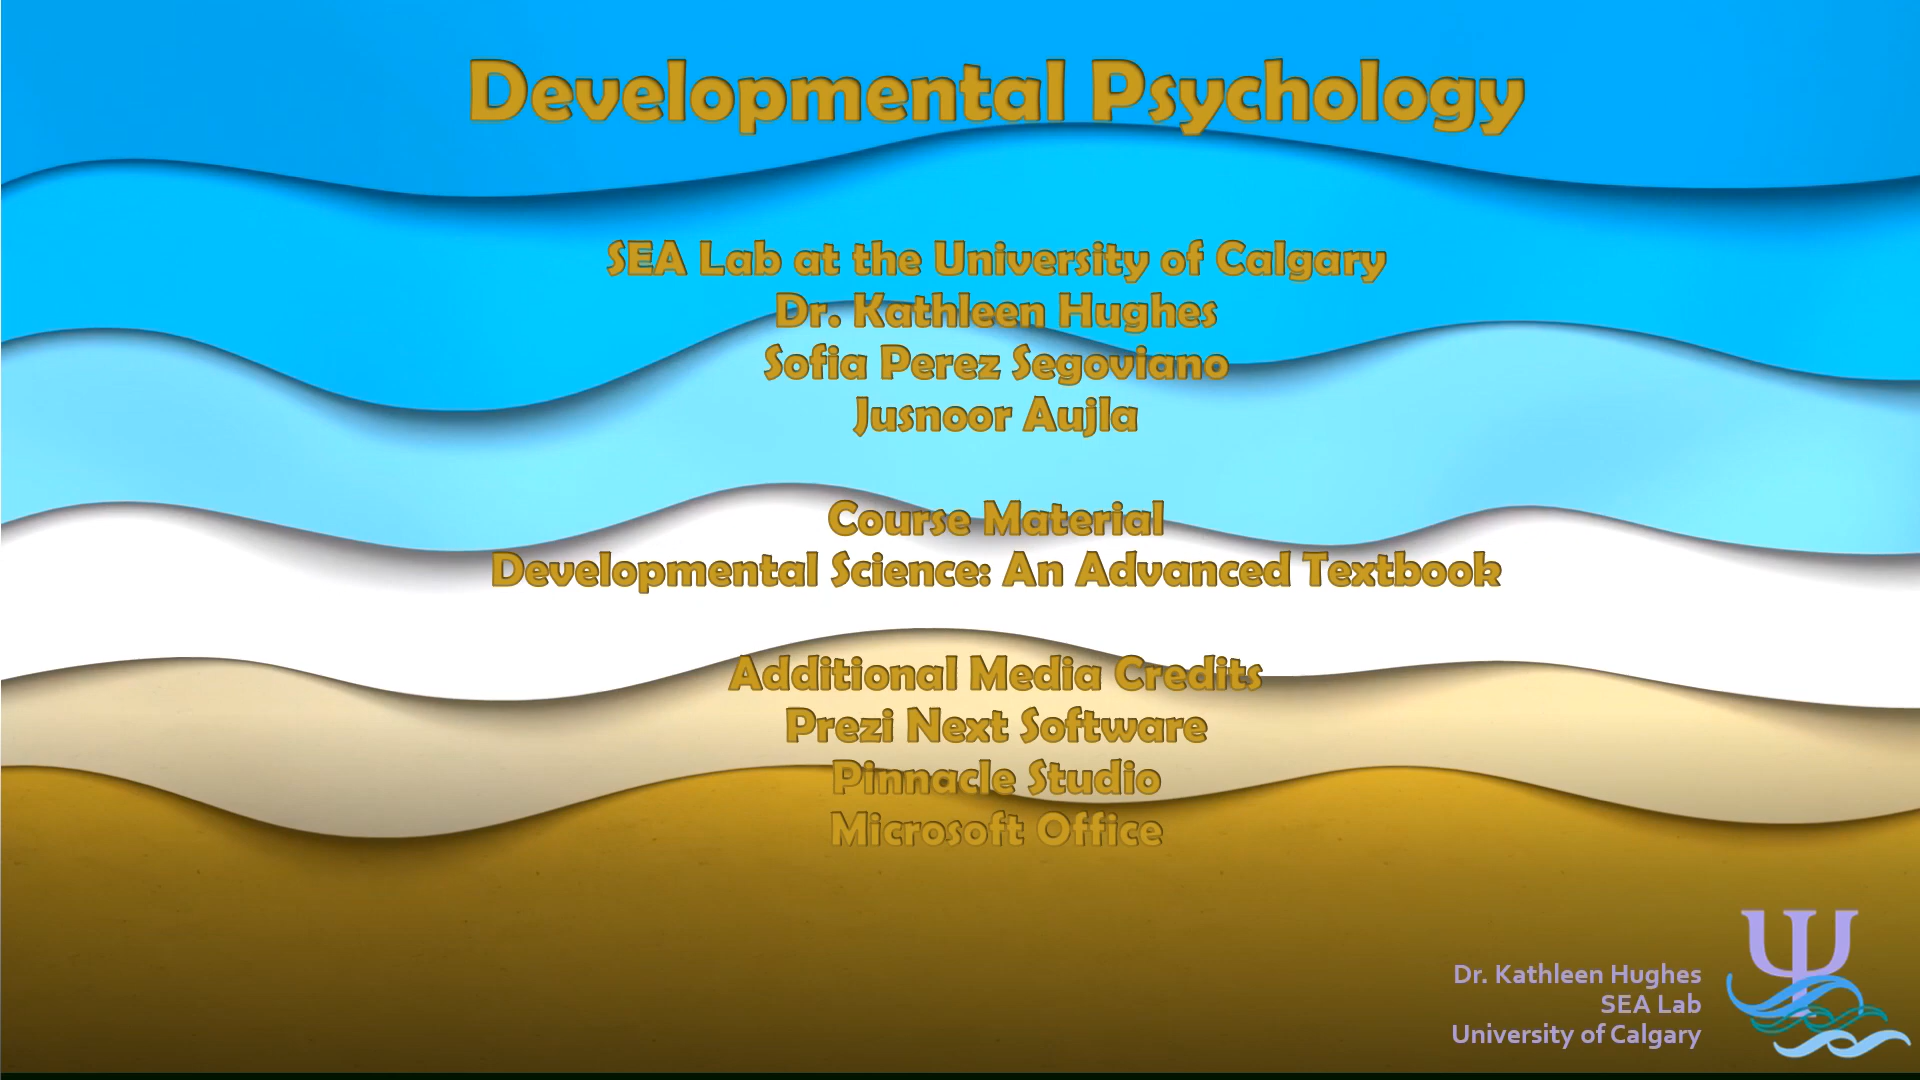 Developmental Psychology
SEA Lab at the University of Calgary
Dr. Kathleen Hughes
Sofia Perez Segoviano
Jusnoor Aujla
Course Material
Developmental Science: An Advanced Textbook
Additional Media Credits
Prezi Next Software
Pinnacle Studio
Microsoft Office
Dr. Kathleen Hughes
SEA Lab
University of Calgary
Ψ